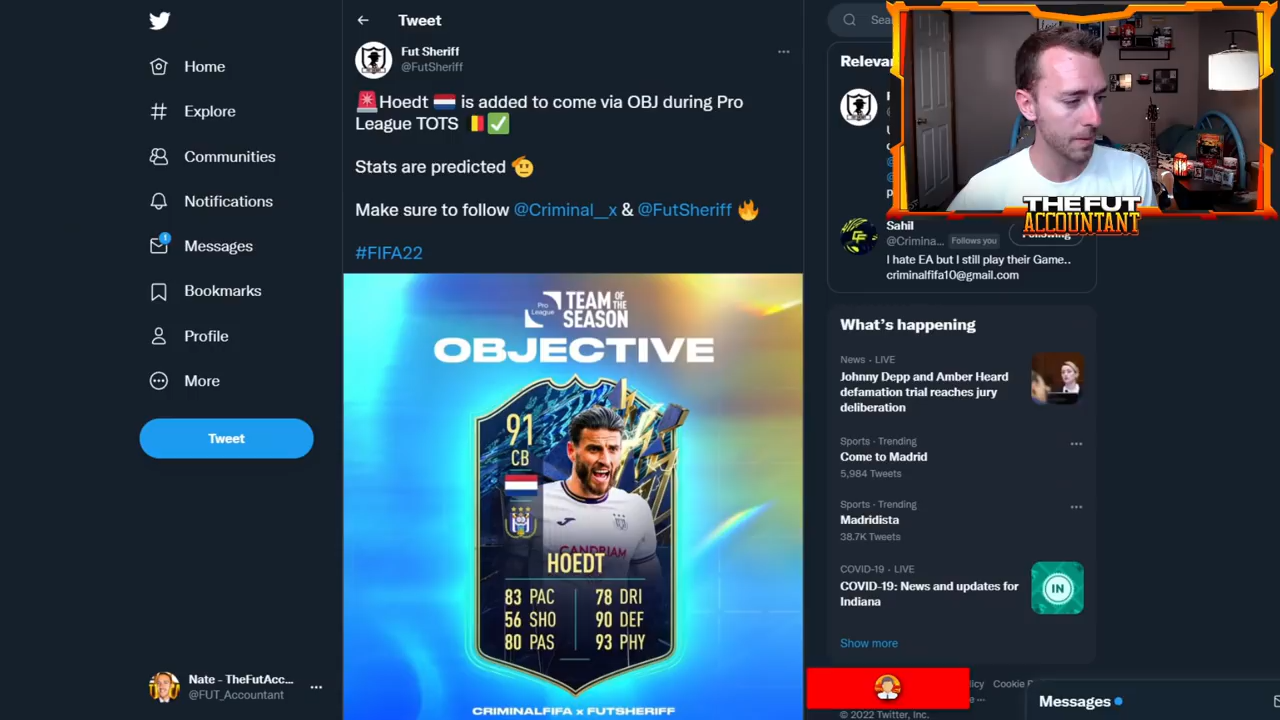 Home
Explore
Communities
Notifications
1
Messages
Bookmarks
Profile
More
Tweet
Nate - TheFutAcc...
@FUT_Accountant
Tweet
Fut Sheriff
@FutSheriff
Hoedt is added to come via OBJ during Pro
League TOTS
Stats are predicted
Make sure to follow @Criminal__x & @FutSheriff
#FIFA22
Pro League
TEAM OF THE
SEASON
OBJECTIVE
91
CB
CANDRIAM
HOEDT
83 PAC 78 DRI
56 SHO 90 DEF
80 PAS 93 PHY
CRIMINALFIFA x FUTSHERIFF
THE FUT
ACCOUNTANT
Sahil
@Crimina... Follows you
Following
I hate EA but I still play their Game..
criminalfifa10@gmail.com
What's happening
News · LIVE
Johnny Depp and Amber Heard
defamation trial reaches jury
deliberation
Sports · Trending
Come to Madrid
5,984 Tweets
Sports · Trending
Madridista
38.7K Tweets
COVID-19 · LIVE
COVID-19: News and updates for
Indiana
IN
Show more
© 2022 Twitter, Inc.
Messages